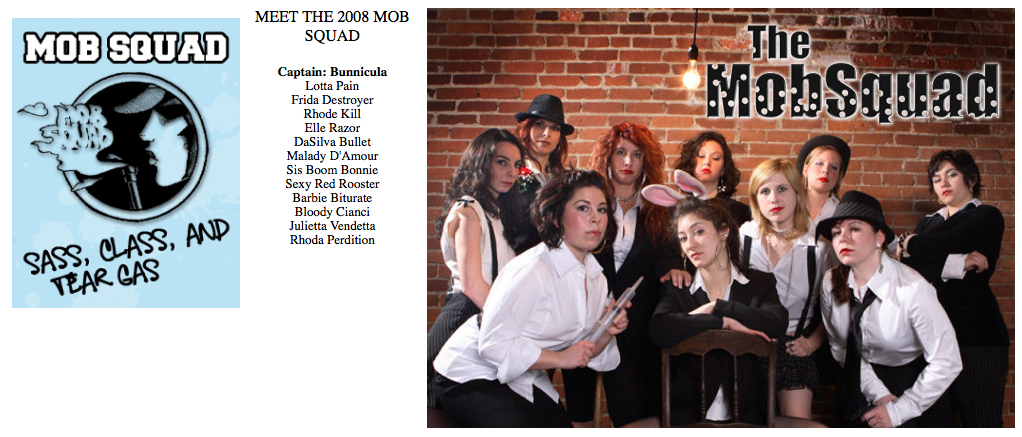 MOB SQUAD
MOB
SQUAD
SASS, CLASS, AND
TEAR GAS
MEET THE 2008 MOB
SQUAD
Captain: Bunnicula
Lotta Pain
Frida Destroyer
Rhode Kill
Elle Razor
DaSilva Bullet
Malady D'Amour
Sis Boom Bonnie
Sexy Red Rooster
Barbie Biturate
Bloody Cianci
Julietta Vendetta
Rhoda Perdition
The
MobSquad